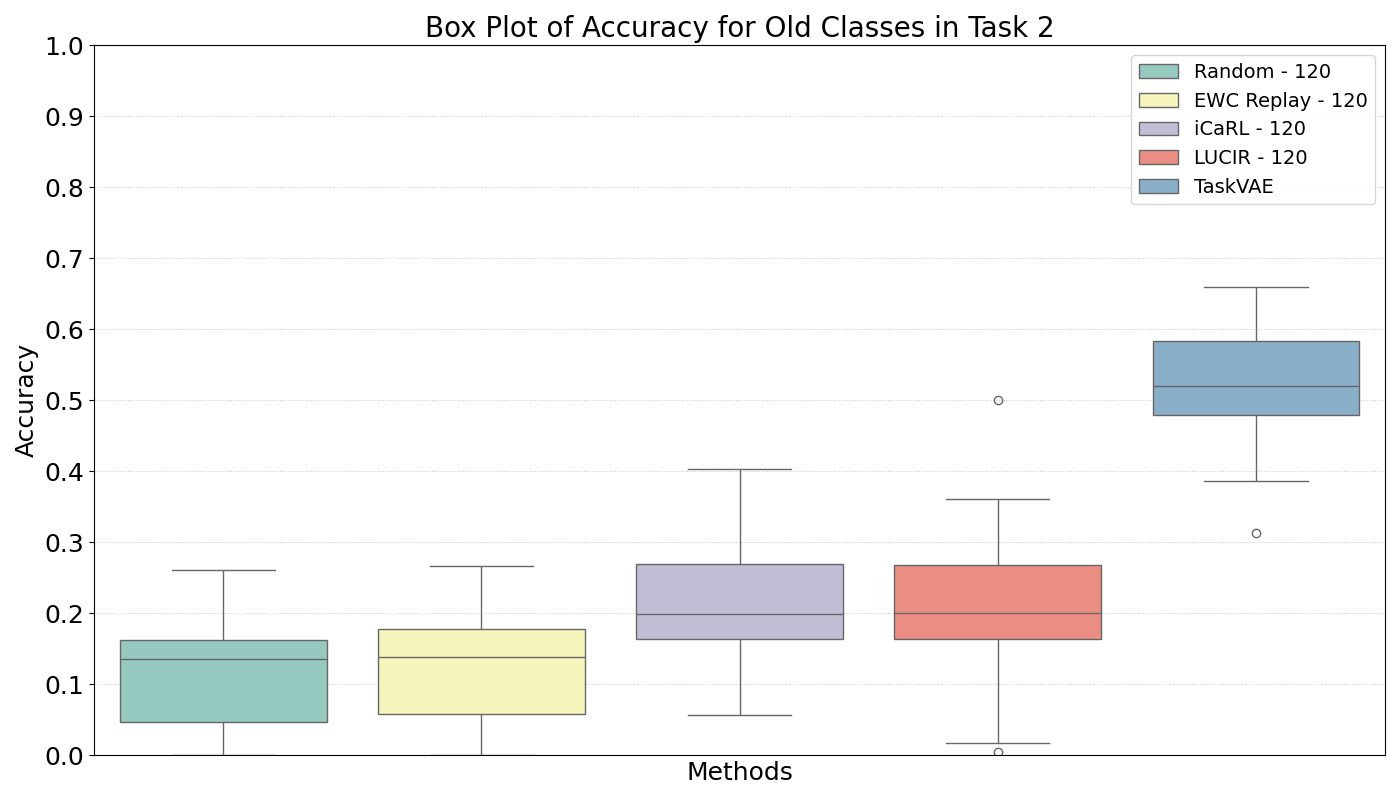 Box Plot of Accuracy for Old Classes in Task 2
1.0
0.9
0.8
0.7
0.6
0.5
0.4
0.3
0.2
0.1
0.0
Accuracy
Methods
Random - 120
EWC Replay - 120
iCaRL - 120
LUCIR - 120
TaskVAE